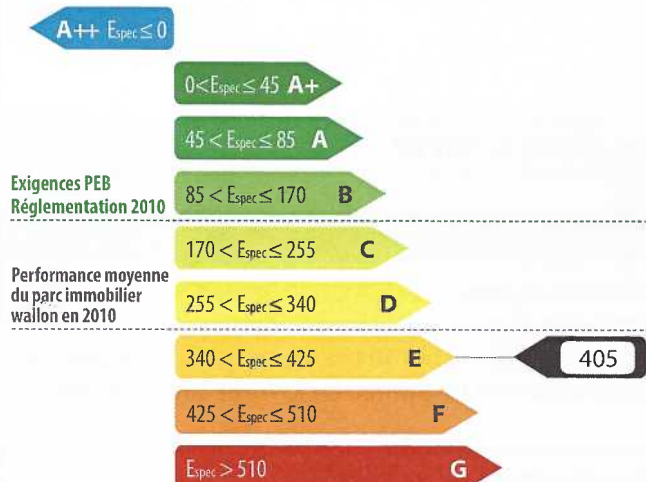 A++ Espec ≤ 0
0 < Espec ≤ 45 A+
45 < Espec ≤ 85 A
Exigences PEB
Réglementation 2010
85 < Espec ≤ 170 B
170 < Espec ≤ 255 C
Performance moyenne
du parc immobilier
wallon en 2010
255 < Espec ≤ 340 D
340 < Espec ≤ 425 E 405
425 < Espec ≤ 510 F
Espec > 510 G